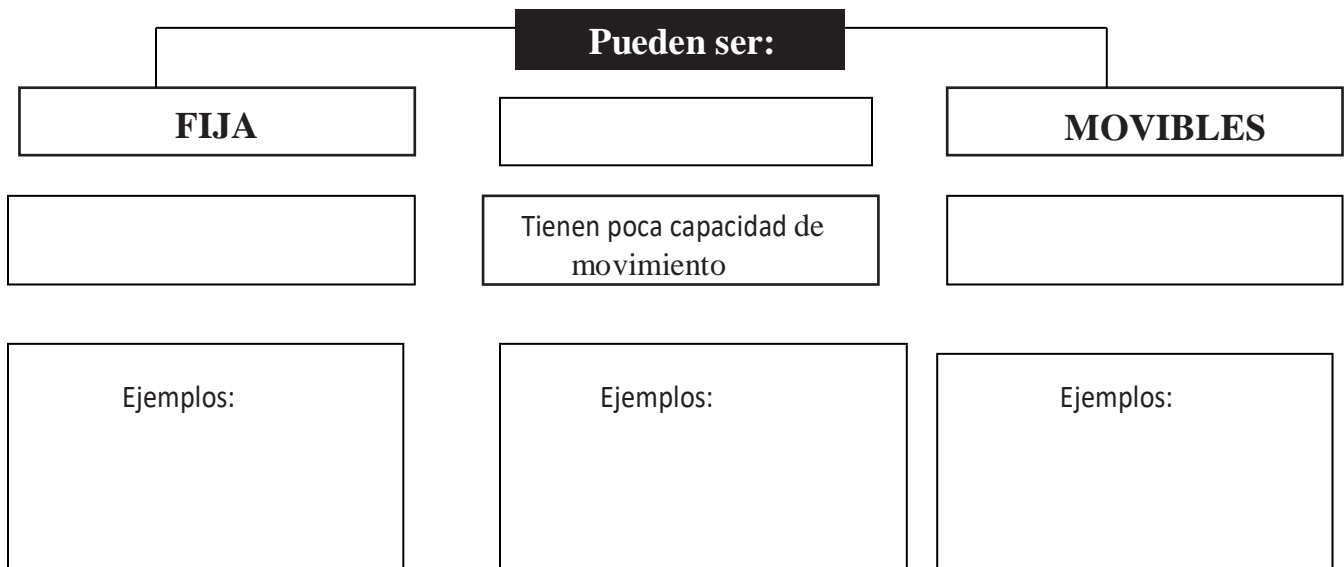 Pueden ser:
FIJA
MOVIBLES
Tienen poca capacidad de
movimiento
Ejemplos:
Ejemplos:
Ejemplos: